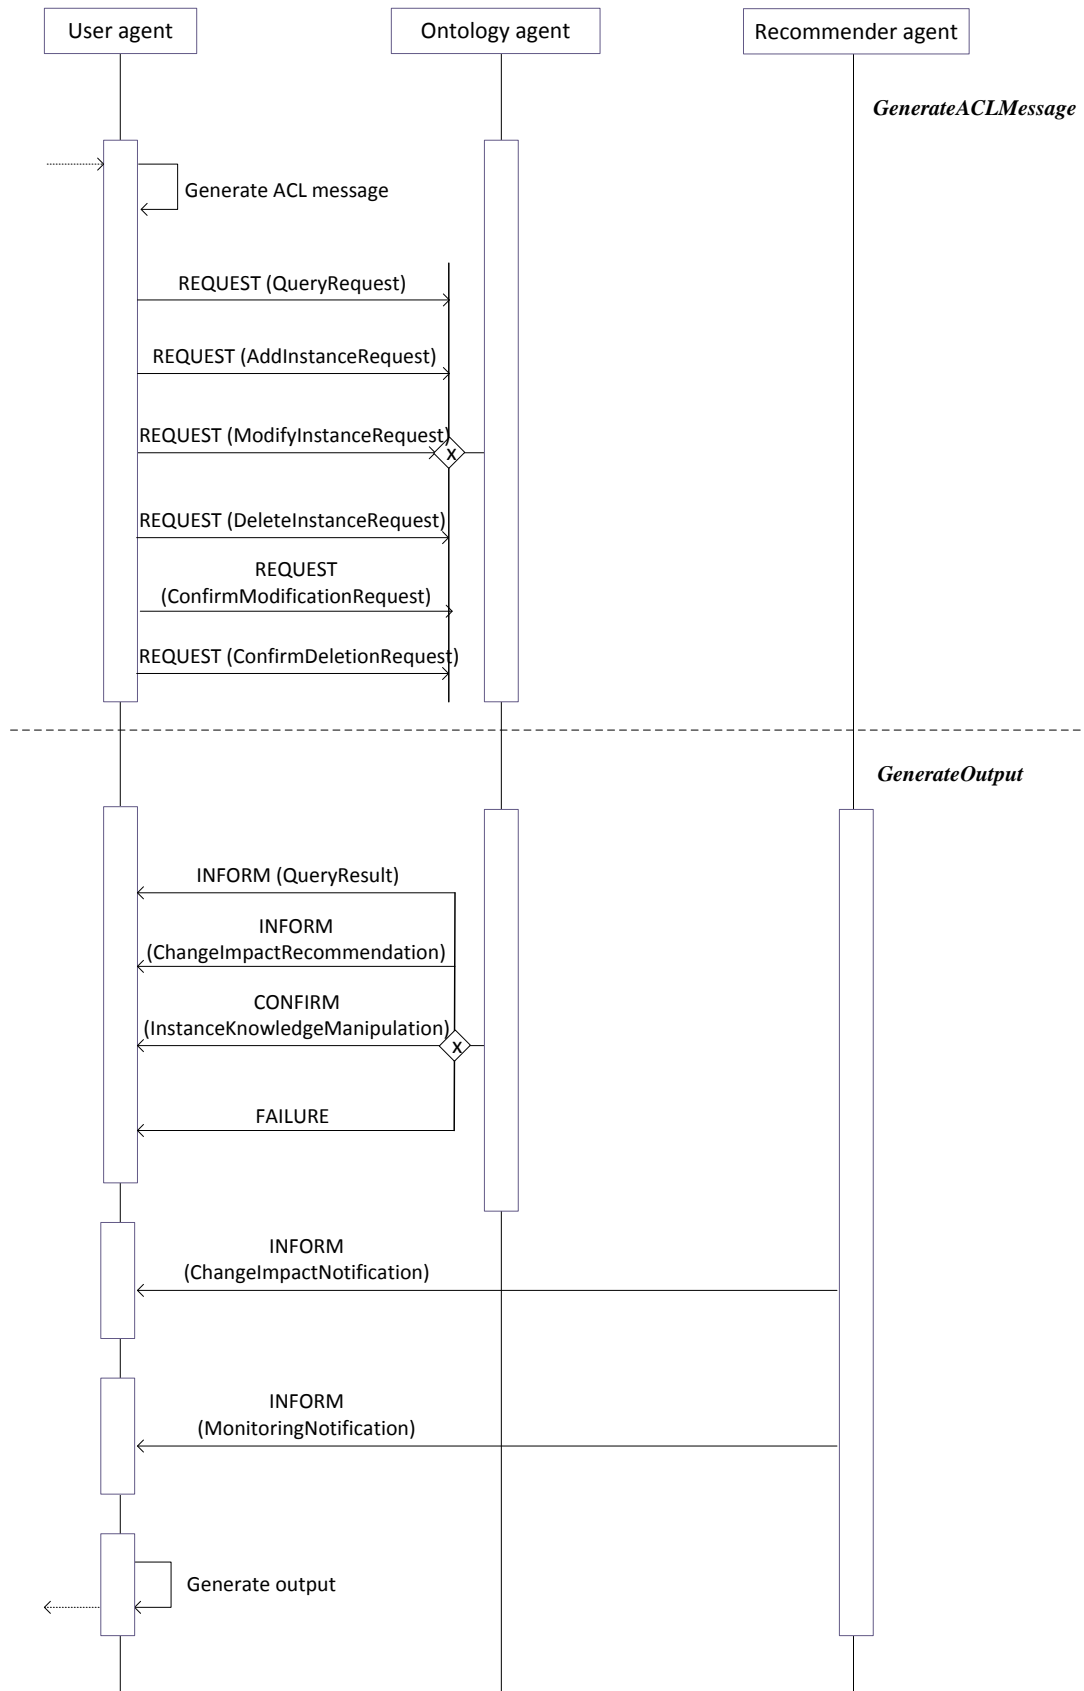 User agent
Ontology agent
Recommender agent
GenerateACLMessage
Generate ACL message
REQUEST (QueryRequest)
REQUEST (AddInstanceRequest)
REQUEST (ModifyInstanceRequest)
X
REQUEST (DeleteInstanceRequest)
REQUEST
(ConfirmModificationRequest)
REQUEST (ConfirmDeletionRequest)
GenerateOutput
INFORM (QueryResult)
INFORM
(ChangeImpactRecommendation)
CONFIRM
(InstanceKnowledgeManipulation)
X
FAILURE
INFORM
(ChangeImpactNotification)
INFORM
(MonitoringNotification)
Generate output